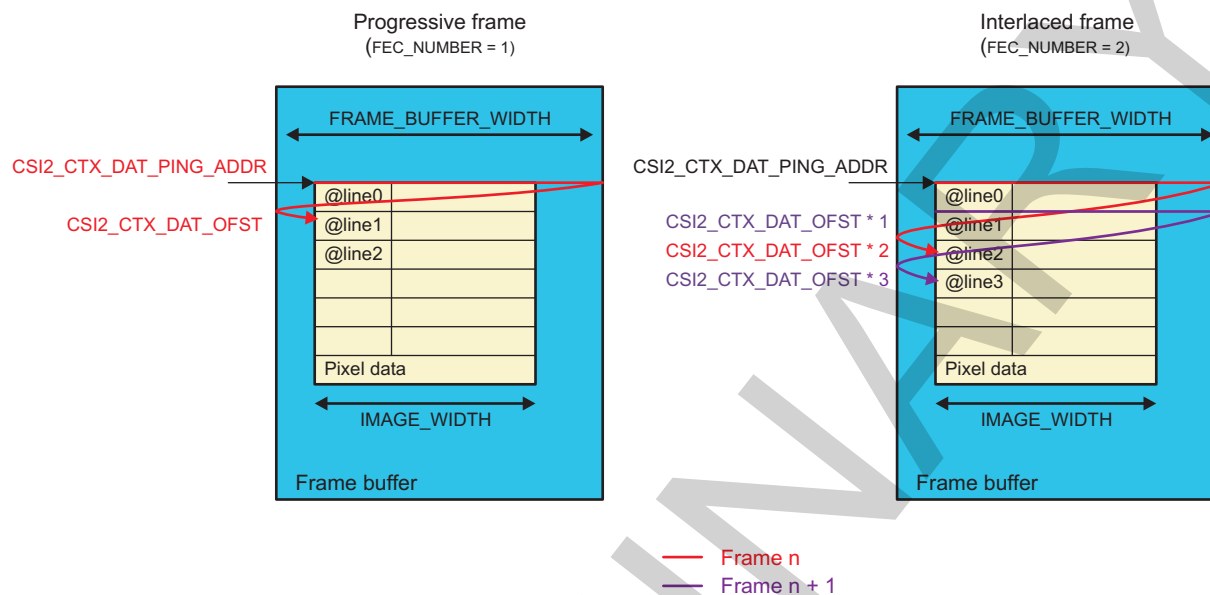 Progressive frame
(FEC_NUMBER = 1)
FRAME_BUFFER_WIDTH
CSI2_CTX_DAT_PING_ADDR
@line0
CSI2_CTX_DAT_OFST
@line1
@line2
Pixel data
IMAGE_WIDTH
Frame buffer
Interlaced frame
(FEC_NUMBER = 2)
FRAME_BUFFER_WIDTH
CSI2_CTX_DAT_PING_ADDR
@line0
CSI2_CTX_DAT_OFST * 1
@line1
CSI2_CTX_DAT_OFST * 2
@line2
CSI2_CTX_DAT_OFST * 3
@line3
Pixel data
IMAGE_WIDTH
Frame buffer
Frame n
Frame n + 1